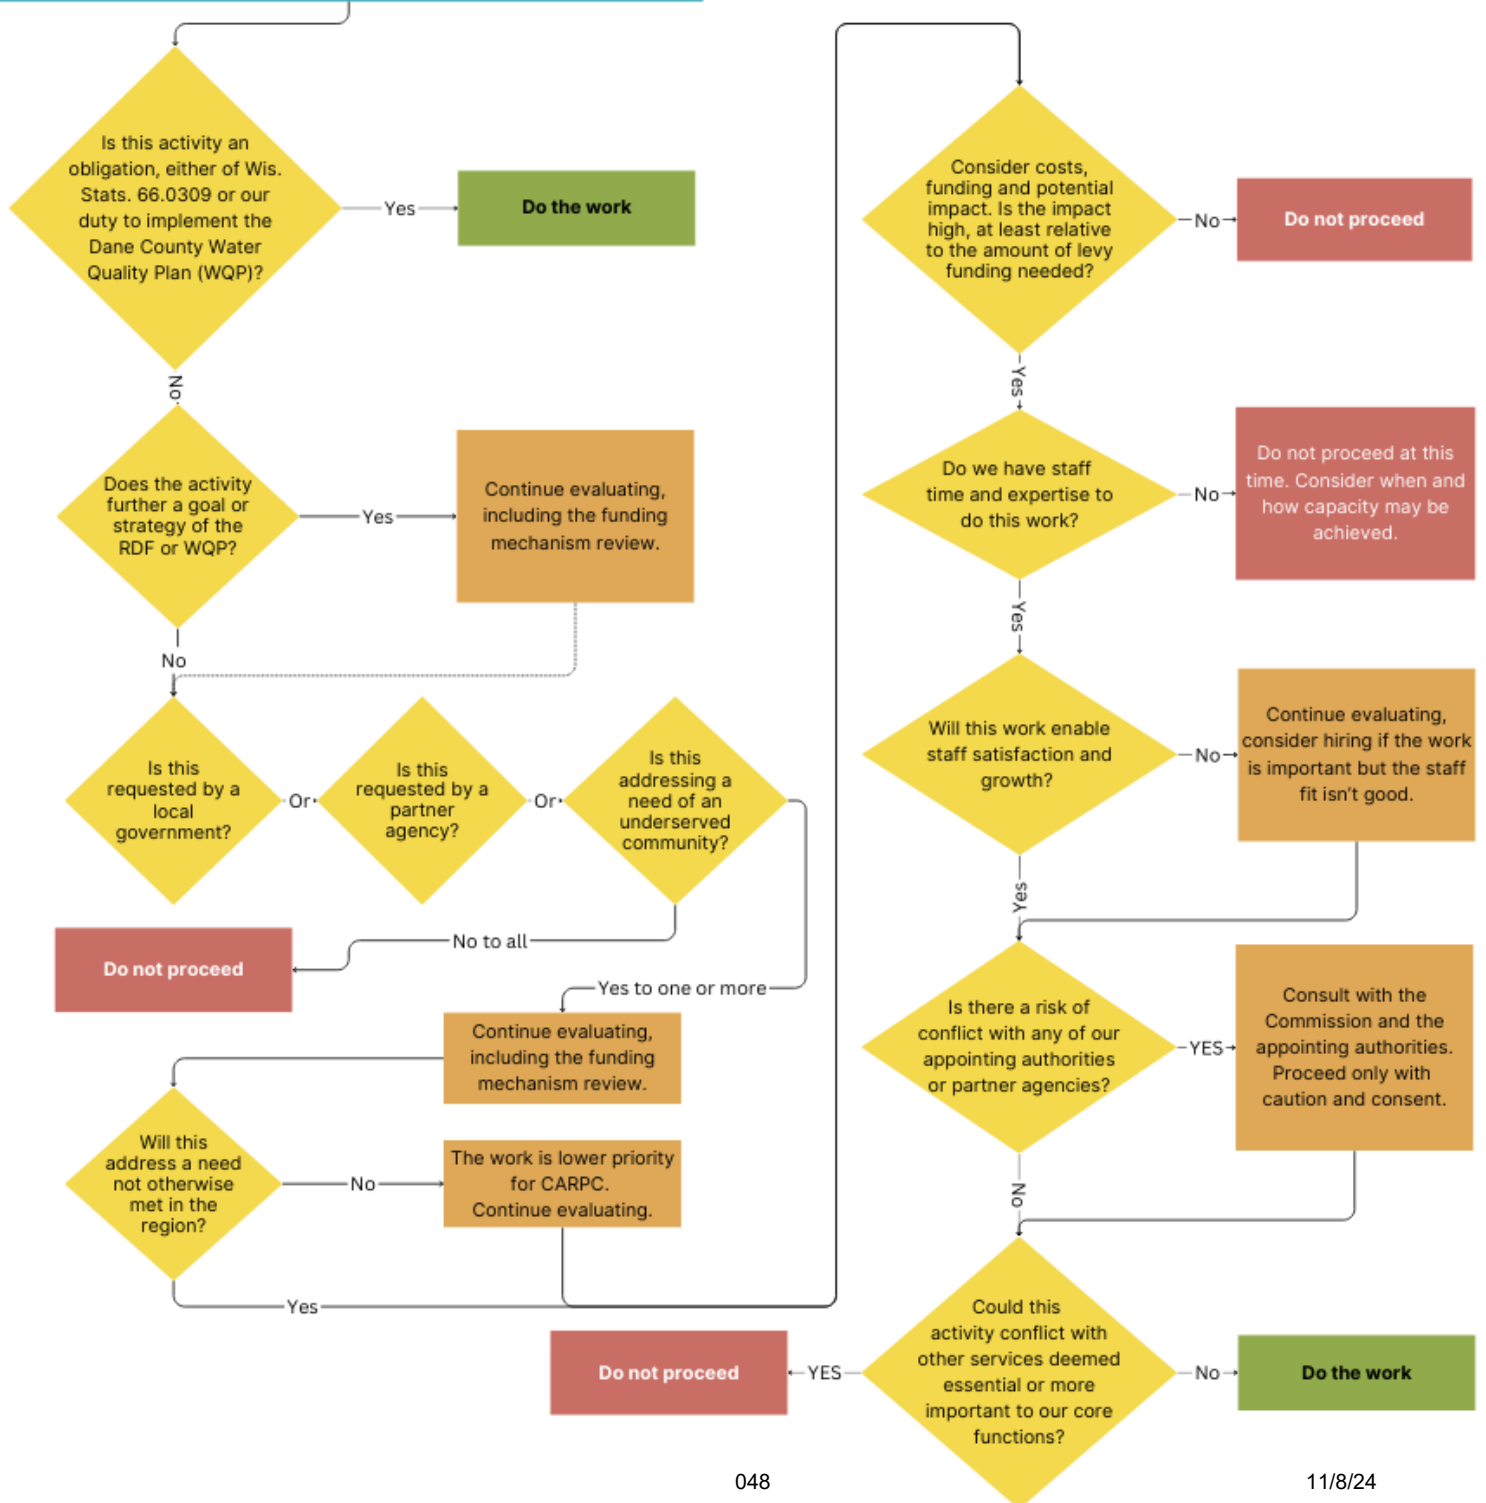 Is this activity an
obligation, either of Wis.
Stats. 66.0309 or our
duty to implement the
Dane County Water
Quality Plan (WQP)?
Yes
Do the work
No
Does the activity
further a goal or
strategy of the
RDF or WQP?
Yes
Continue evaluating,
including the funding
mechanism review.
No
Is this
requested by a
local
government?
Or
Is this
requested by a
partner
agency?
Or
Is this
addressing a
need of an
underserved
community?
No to all
Do not proceed
Yes to one or more
Continue evaluating,
including the funding
mechanism review.
Will this
address a need
not otherwise
met in the
region?
No
The work is lower priority
for CARPC.
Continue evaluating.
Yes
Consider costs,
funding and potential
impact. Is the impact
high, at least relative
to the amount of levy
funding needed?
No
Do not proceed
Yes
Do we have staff
time and expertise to
do this work?
No
Do not proceed at this
time. Consider when and
how capacity may be
achieved.
Yes
Will this work enable
staff satisfaction and
growth?
No
Continue evaluating,
consider hiring if the work
is important but the staff
fit isn't good.
Yes
Is there a risk of
conflict with any of our
appointing authorities
or partner agencies?
YES
Consult with the
Commission and the
appointing authorities.
Proceed only with
caution and consent.
No
Could this
activity conflict with
other services deemed
essential or more
important to our core
functions?
YES
Do not proceed
No
Do the work
048
11/8/24